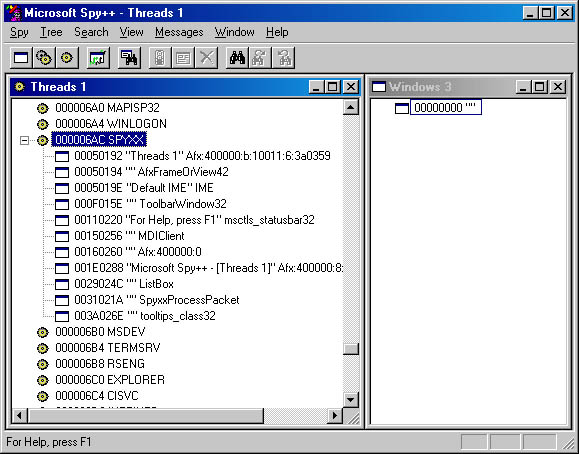 Microsoft Spy++ - Threads 1
Spy Tree Search View Messages Window Help
Threads 1
000006A0 MAPISP32
000006A4 WINLOGON
000006AC SPYXX
00050192 "Threads 1" Afx:400000:b:10011:6:3a0359
00050194 "" AfxFrameOrView42
0005019E "Default IME" IME
000F015E "" ToolbarWindow32
00110220 "For Help, press F1" msctls_statusbar32
00150256 "" MDIClient
00160260 "" Afx:400000:0
001E0288 "Microsoft Spy++ - [Threads 1]" Afx:400000:8:
0029024C "" ListBox
0031021A "" SpyxxProcessPacket
003A026E "" tooltips_class32
000006B0 MSDEV
000006B4 TERMSRV
000006B8 RSENG
000006C0 EXPLORER
000006C4 CISVC
Windows 3
00000000 ""
For Help, press F1